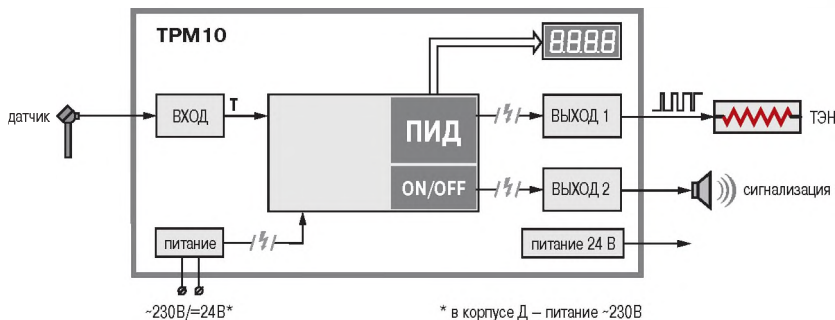 ТРМ10
8.8.8.8
датчик
ВХОД
T
ПИД
ВЫХОД 1
ТЭН
ON/OFF
ВЫХОД 2
сигнализация
питание
питание 24 В
~230В/=24В*
* в корпусе Д – питание ~230В